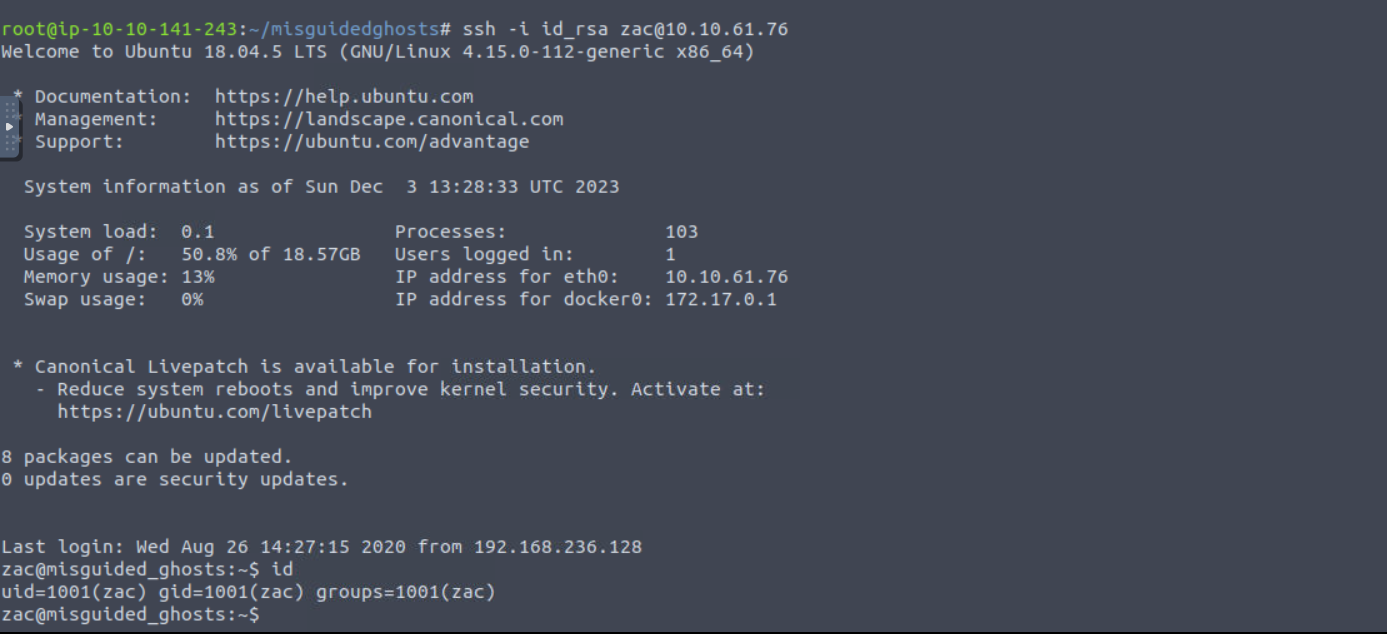 root@ip-10-10-141-243:~/misguidedghosts# ssh -i id_rsa zac@10.10.61.76
Welcome to Ubuntu 18.04.5 LTS (GNU/Linux 4.15.0-112-generic x86_64)
* Documentation:  https://help.ubuntu.com
* Management:     https://landscape.canonical.com
* Support:        https://ubuntu.com/advantage
System information as of Sun Dec  3 13:28:33 UTC 2023
System load:  0.1                Processes:              103
Usage of /:   50.8% of 18.57GB   Users logged in:        1
Memory usage: 13%                IP address for eth0:    10.10.61.76
Swap usage:   0%                 IP address for docker0: 172.17.0.1
* Canonical Livepatch is available for installation.
- Reduce system reboots and improve kernel security. Activate at:
https://ubuntu.com/livepatch
8 packages can be updated.
0 updates are security updates.
Last login: Wed Aug 26 14:27:15 2020 from 192.168.236.128
zac@misguided_ghosts:~$ id
uid=1001(zac) gid=1001(zac) groups=1001(zac)
zac@misguided_ghosts:~$